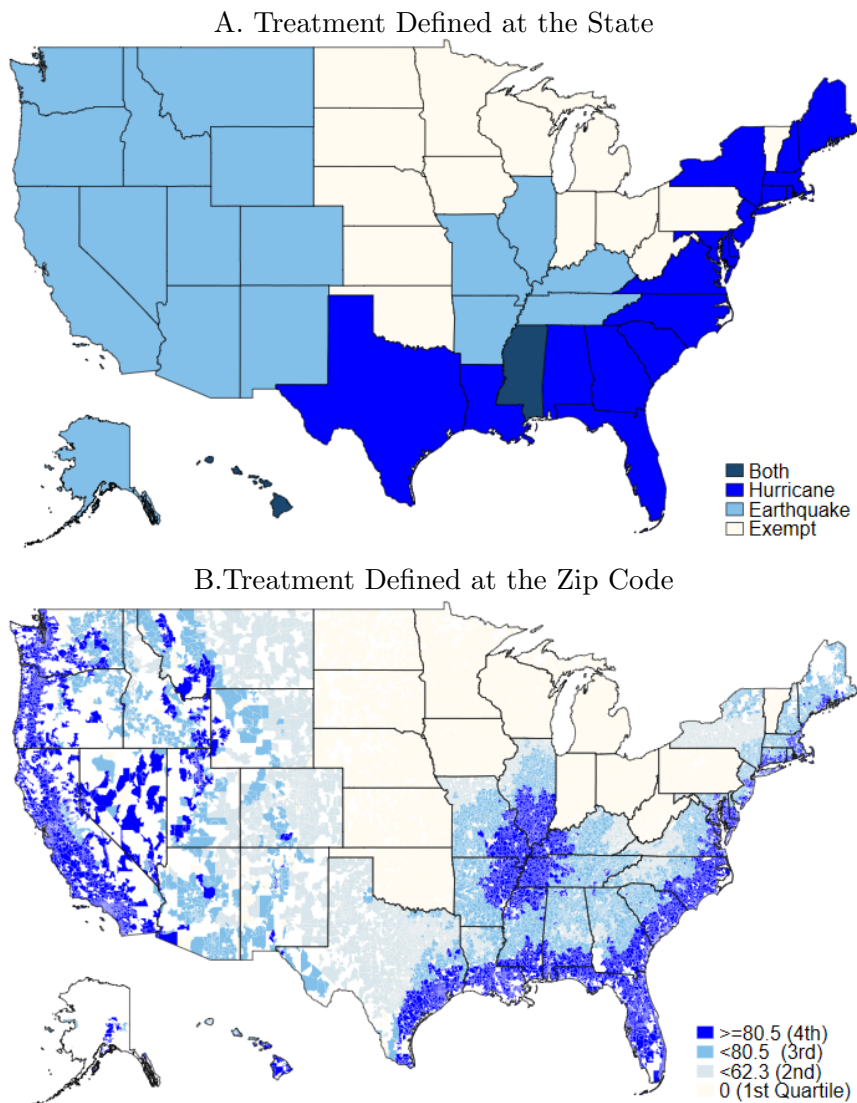 A. Treatment Defined at the State
Both
Hurricane
Earthquake
Exempt
B.Treatment Defined at the Zip Code
>=80.5 (4th)
<80.5 (3rd)
<62.3 (2nd)
0 (1st Quartile)